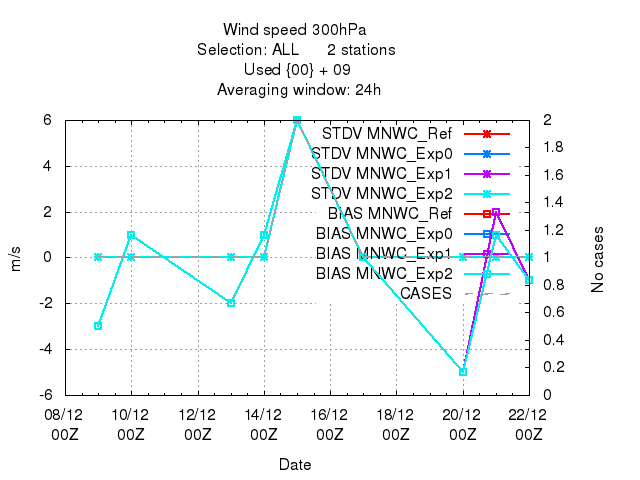 Wind speed 300hPa
Selection: ALL 2 stations
Used {00} + 09
Averaging window: 24h
6 2
STDV MNWC_Ref
1.8
STDV MNWC_Exp0
4
STDV MNWC_Exp1
1.6
STDV MNWC_Exp2
1.4
2
BIAS MNWC_Ref
1.2
BIAS MNWC_Exp0
m/s
0
BIAS MNWC_Exp1
1
No cases
BIAS MNWC_Exp2
0.8
CASES
-2
0.6
-4
0.4
0.2
-6 0
08/12 10/12 12/12 14/12 16/12 18/12 20/12 22/12
00Z 00Z 00Z 00Z 00Z 00Z 00Z 00Z
Date